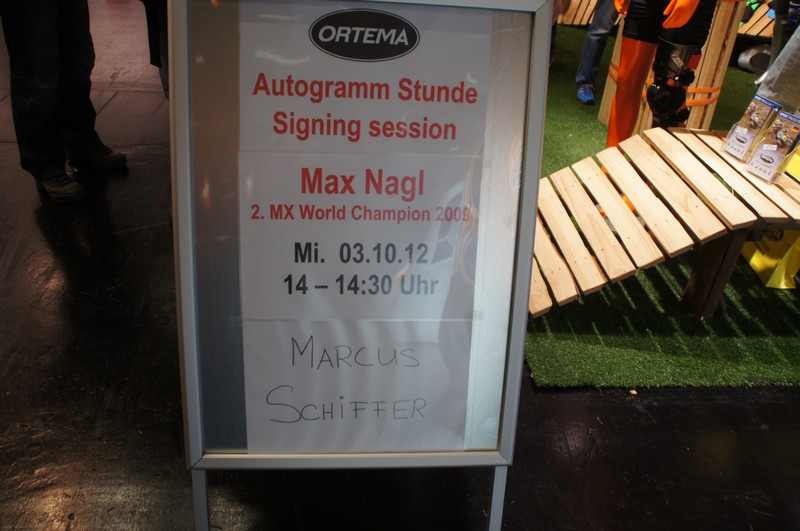 ORTEMA
Autogramm Stunde
Signing session
Max Nagl
2. MX World Champion 2009
Mi. 03.10.12
14 – 14:30 Uhr
MARCUS
SCHIFFER